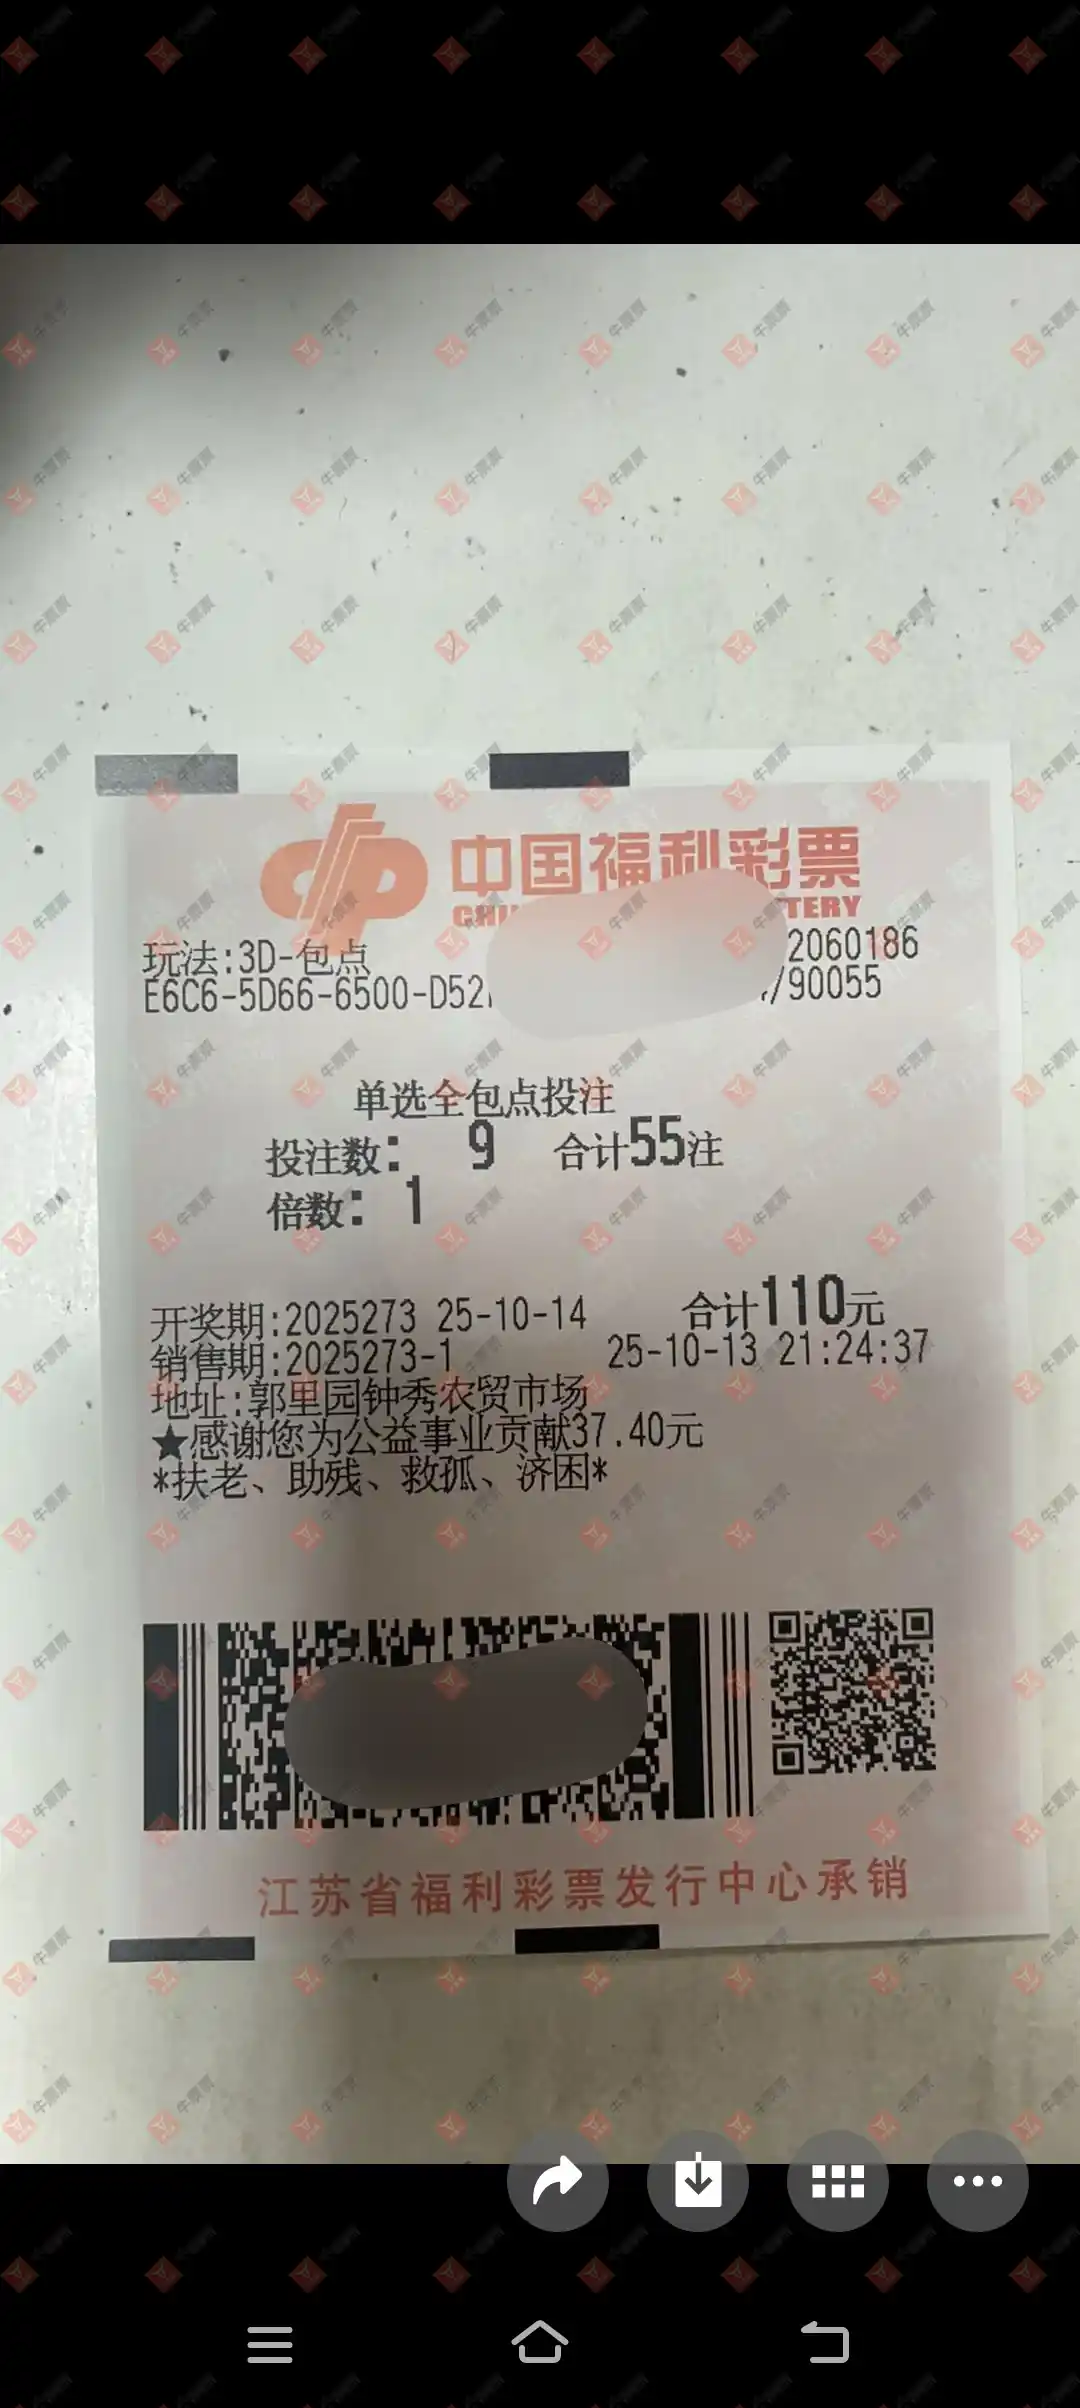 中国福利彩票
玩法:3D-包点 2060186
E6C6-5D66-6500-D52 /90055
单选全包点投注
投注数: 9 合计55注
倍数: 1
开奖期:2025273 25-10-14 合计110元
销售期:2025273-1 25-10-13 21:24:37
地址:郭里园钟秀农贸市场
★感谢您为公益事业贡献37.40元
*扶老、助残、救孤、济困*
江苏省福利彩票发行中心承销
牛票票